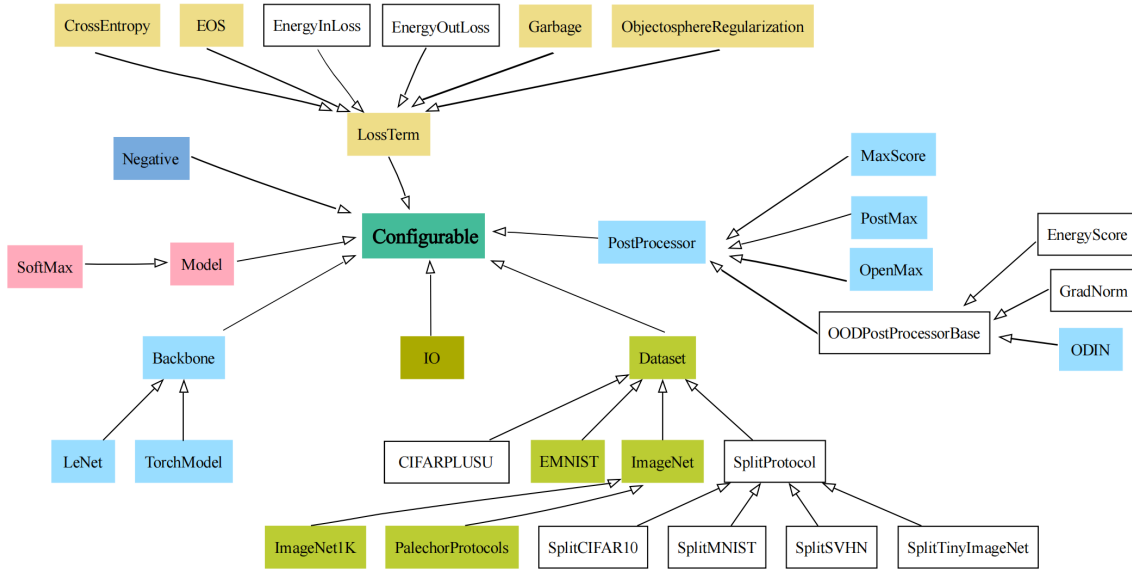 CrossEntropy
EOS
EnergyInLoss
EnergyOutLoss
Garbage
ObjectosphereRegularization
LossTerm
Negative
MaxScore
PostMax
Configurable
PostProcessor
EnergyScore
SoftMax
Model
OpenMax
GradNorm
OODPostProcessorBase
Backbone
IO
Dataset
ODIN
LeNet
TorchModel
CIFARPLUSU
EMNIST
ImageNet
SplitProtocol
ImageNet1K
PalechorProtocols
SplitCIFAR10
SplitMNIST
SplitSVHN
SplitTinyImageNet